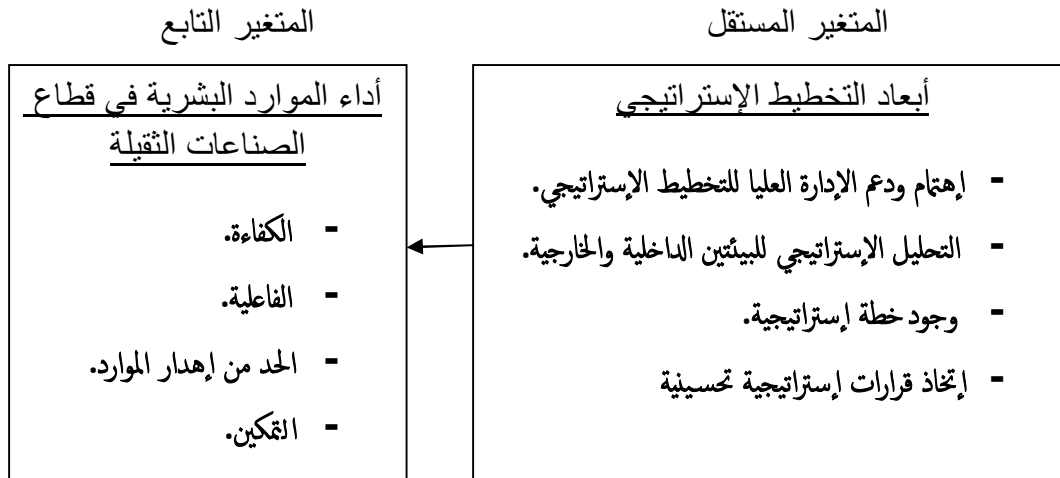 المتغير المستقل
أبعاد التخطيط الإستراتيجي
- إهتمام ودعم الإدارة العليا للتخطيط الإستراتيجي.
- التحليل الإستراتيجي للبيئتين الداخلية والخارجية.
- وجود خطة إستراتيجية.
- إتخاذ قرارات إستراتيجية تحسينية
المتغير التابع
أداء الموارد البشرية في قطاع
الصناعات الثقيلة
- الكفاءة.
- الفاعلية.
- الحد من إهدار الموارد.
- التمكين.